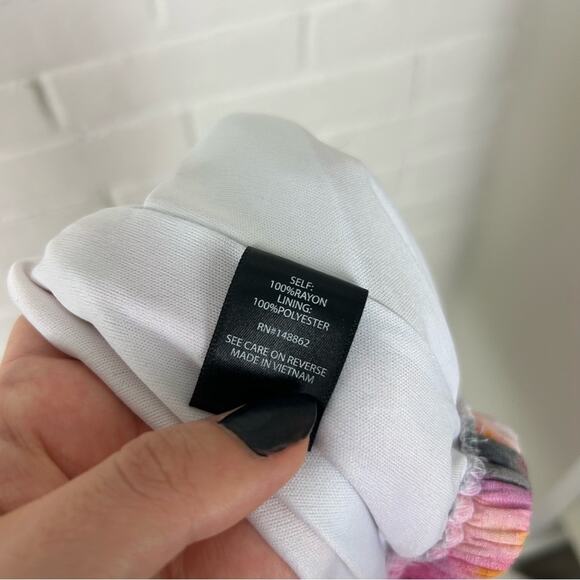 SELF:
100%RAYON
LINING:
100%POLYESTER
RN#148862
SEE CARE ON REVERSE
MADE IN VIETNAM